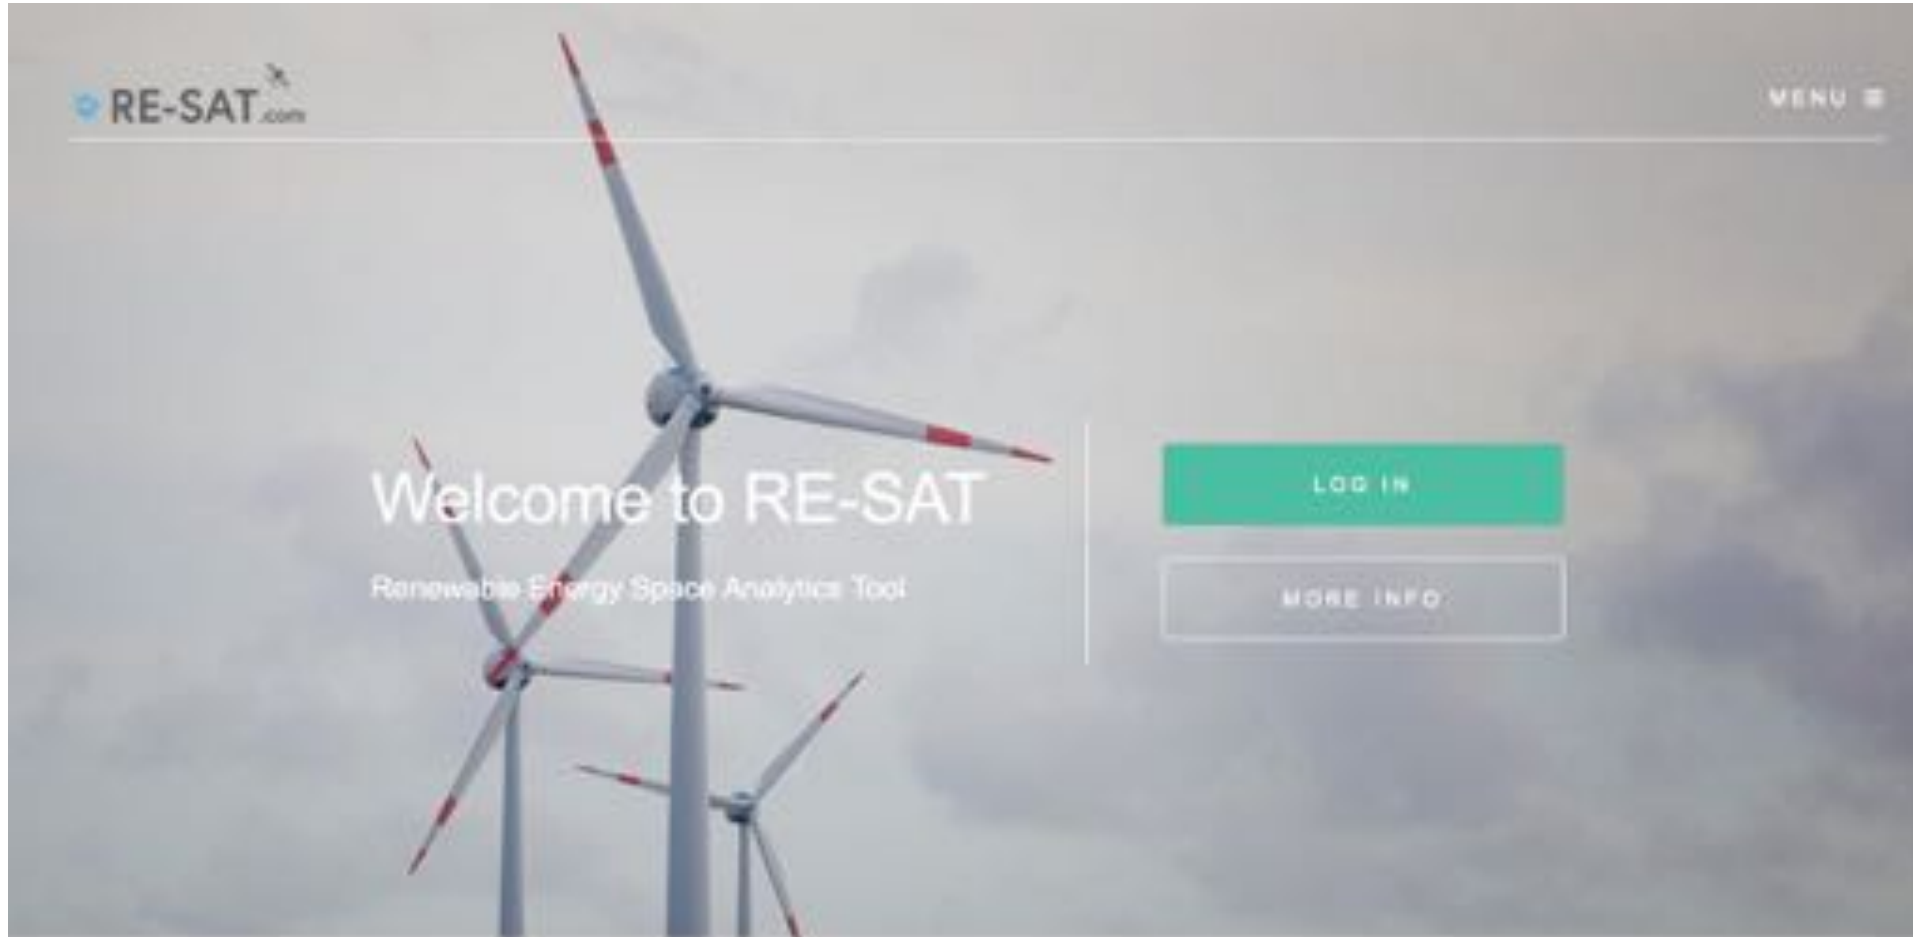 RE-SAT.com
MENU
Welcome to RE-SAT
Renewable Energy Space Analytics Tool
LOG IN
MORE INFO